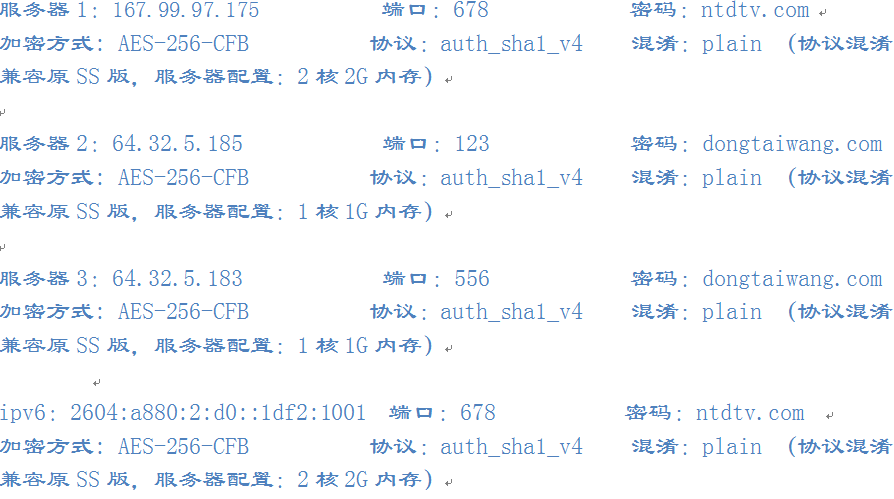 服务器 1：167.99.97.175 端口：678 密码：ntdtv.com
加密方式：AES-256-CFB 协议：auth_sha1_v4 混淆：plain （协议混淆
兼容原 SS 版，服务器配置：2 核 2G 内存）
服务器 2：64.32.5.185 端口：123 密码：dongtaiwang.com
加密方式：AES-256-CFB 协议：auth_sha1_v4 混淆：plain （协议混淆
兼容原 SS 版，服务器配置：1 核 1G 内存）
服务器 3：64.32.5.183 端口：556 密码：dongtaiwang.com
加密方式：AES-256-CFB 协议：auth_sha1_v4 混淆：plain （协议混淆
兼容原 SS 版，服务器配置：1 核 1G 内存）
ipv6：2604:a880:2:d0::1df2:1001 端口：678 密码：ntdtv.com
加密方式：AES-256-CFB 协议：auth_sha1_v4 混淆：plain （协议混淆
兼容原 SS 版，服务器配置：2 核 2G 内存）